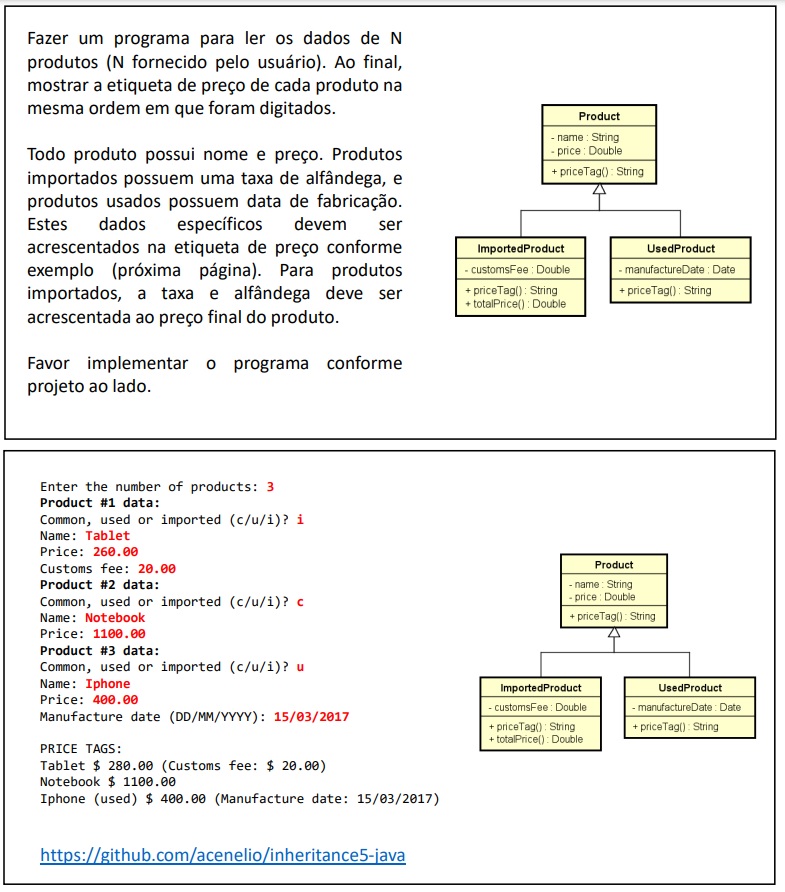 Fazer um programa para ler os dados de N
produtos (N fornecido pelo usuário). Ao final,
mostrar a etiqueta de preço de cada produto na
mesma ordem em que foram digitados.
Todo produto possui nome e preço. Produtos
importados possuem uma taxa de alfândega, e
produtos usados possuem data de fabricação.
Estes dados específicos devem ser
acrescentados na etiqueta de preço conforme
exemplo (próxima página). Para produtos
importados, a taxa e alfândega deve ser
acrescentada ao preço final do produto.
Favor implementar o programa conforme
projeto ao lado.
Product
- name : String
- price : Double
+ priceTag() : String
ImportedProduct
- customsFee : Double
+ priceTag() : String
+ totalPrice() : Double
UsedProduct
- manufactureDate : Date
+ priceTag() : String
Enter the number of products: 3
Product #1 data:
Common, used or imported (c/u/i)? i
Name: Tablet
Price: 260.00
Customs fee: 20.00
Product #2 data:
Common, used or imported (c/u/i)? c
Name: Notebook
Price: 1100.00
Product #3 data:
Common, used or imported (c/u/i)? u
Name: Iphone
Price: 400.00
Manufacture date (DD/MM/YYYY): 15/03/2017
PRICE TAGS:
Tablet $ 280.00 (Customs fee: $ 20.00)
Notebook $ 1100.00
Iphone (used) $ 400.00 (Manufacture date: 15/03/2017)
https://github.com/acenelio/inheritance5-java
Product
- name : String
- price : Double
+ priceTag() : String
ImportedProduct
- customsFee : Double
+ priceTag() : String
+ totalPrice() : Double
UsedProduct
- manufactureDate : Date
+ priceTag() : String